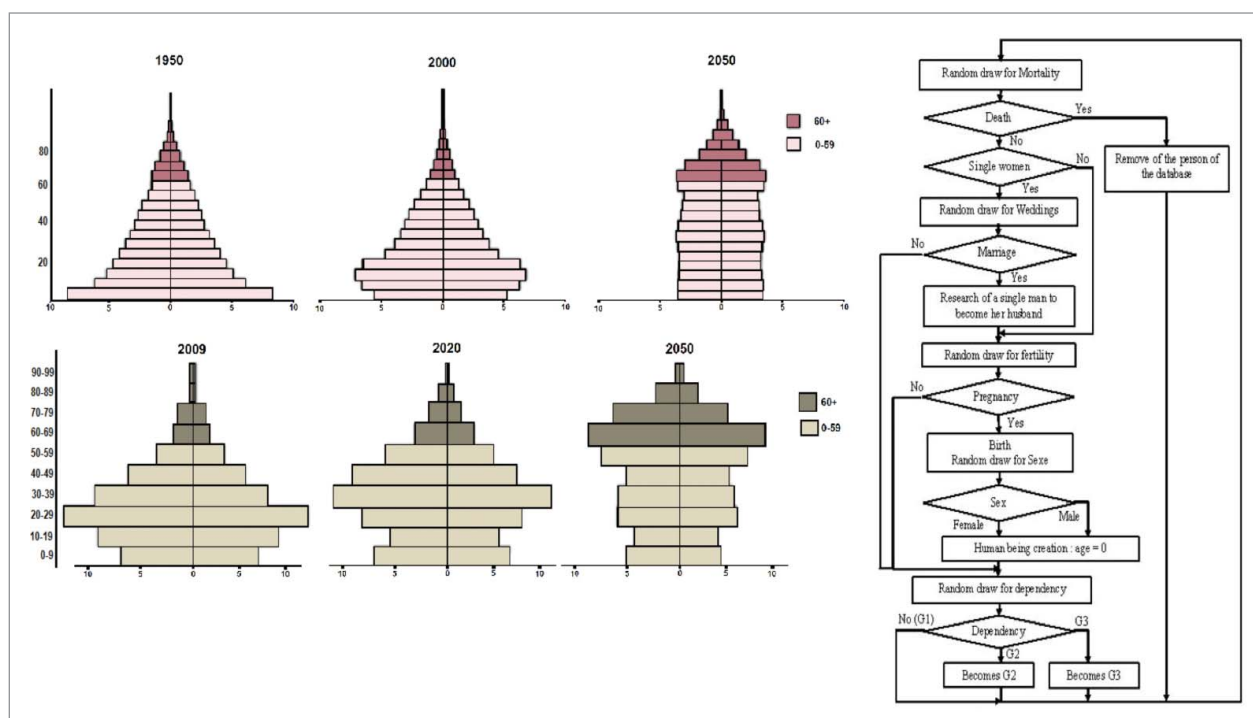 1950
2000
2050
80
60
40
20
10
5
0
5
10
10
5
0
5
10
10
5
0
5
10
60+
0-59
2009
2020
2050
90-99
80-89
70-79
60-69
50-59
40-49
30-39
20-29
10-19
0-9
10
5
0
5
10
10
5
0
5
10
10
5
0
5
10
60+
0-59
Random draw for Mortality
Death
Yes
No
Remove of the person of
the database
Single women
No
Yes
Random draw for Weddings
No
Marriage
Yes
Research of a single man to
become her husband
Random draw for fertility
No
Pregnancy
Yes
Birth
Random draw for Sexe
Sex
Female
Male
Human being creation : age = 0
Random draw for dependency
No (G1)
Dependency
G3
G2
Becomes G2
Becomes G3